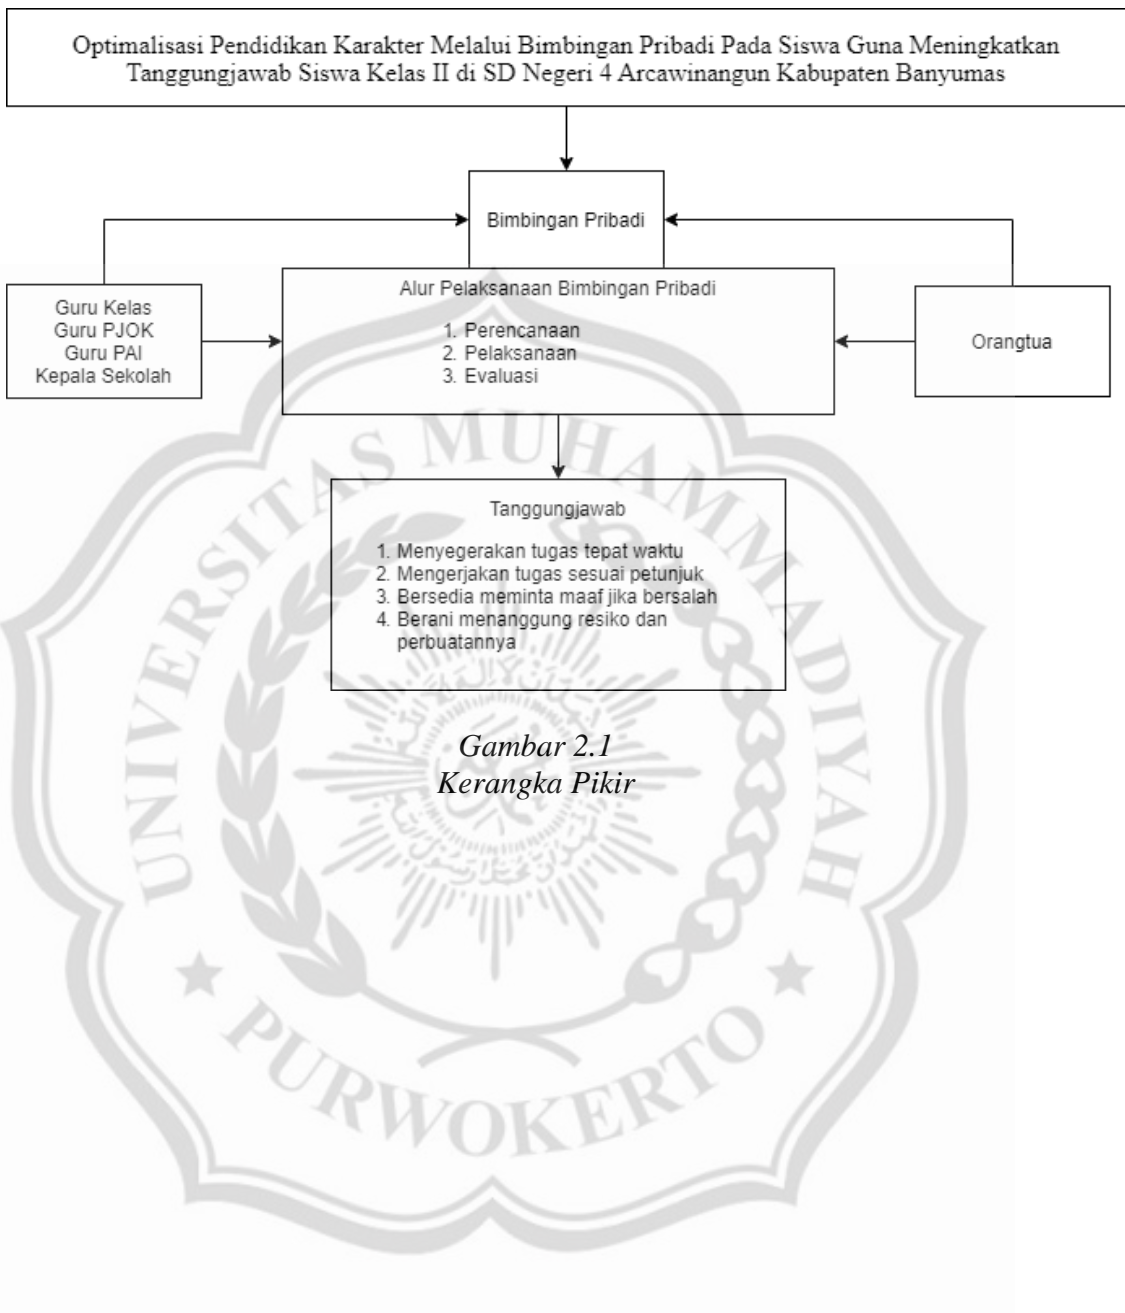 Optimalisasi Pendidikan Karakter Melalui Bimbingan Pribadi Pada Siswa Guna Meningkatkan
Tanggungjawab Siswa Kelas II di SD Negeri 4 Arcawinangun Kabupaten Banyumas
Bimbingan Pribadi
Guru Kelas
Guru PJOK
Guru PAI
Kepala Sekolah
Alur Pelaksanaan Bimbingan Pribadi
1. Perencanaan
2. Pelaksanaan
3. Evaluasi
Orangtua
Tanggungjawab
1. Menyegerakan tugas tepat waktu
2. Mengerjakan tugas sesuai petunjuk
3. Bersedia meminta maaf jika bersalah
4. Berani menanggung resiko dan
perbuatannya
Gambar 2.1
Kerangka Pikir
UNIVERSITAS MUHAMMADIYAH
PURWOKERTO